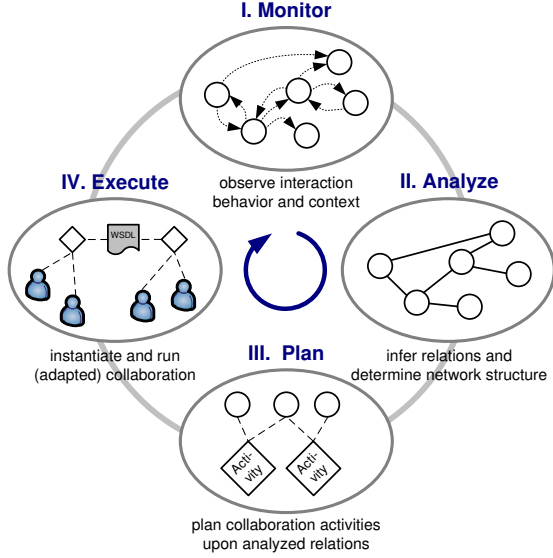 I. Monitor
observe interaction
behavior and context
II. Analyze
infer relations and
determine network structure
III. Plan
Acti-
vity
Acti-
vity
plan collaboration activities
upon analyzed relations
IV. Execute
WSDL
instantiate and run
(adapted) collaboration